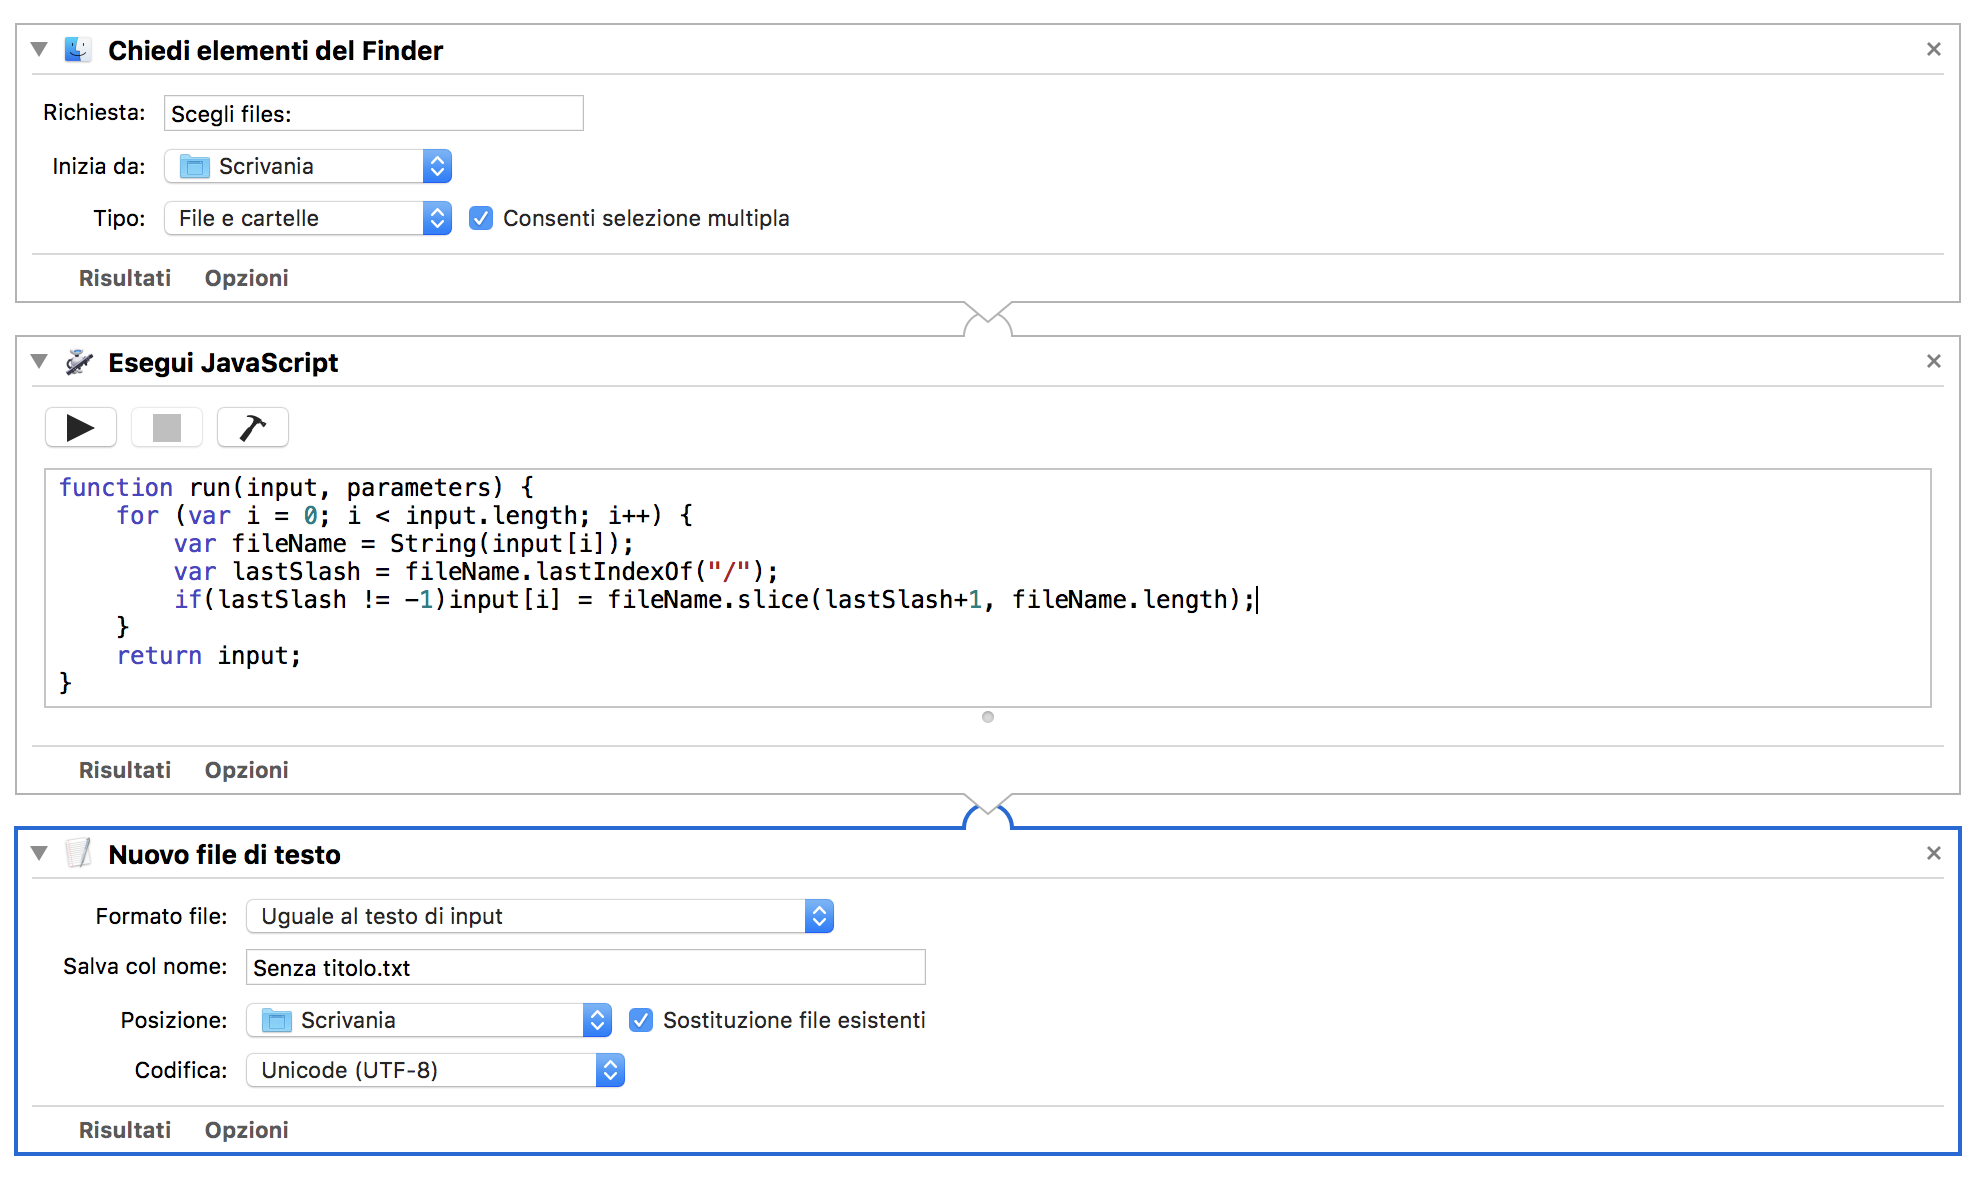 Chiedi elementi del Finder
Richiesta: Scegli files:
Inizia da: Scrivania
Tipo: File e cartelle Consenti selezione multipla
Risultati Opzioni
Esegui JavaScript
function run(input, parameters) {
    for (var i = 0; i < input.length; i++) {
        var fileName = String(input[i]);
        var lastSlash = fileName.lastIndexOf("/");
        if(lastSlash != -1)input[i] = fileName.slice(lastSlash+1, fileName.length);
    }
    return input;
}
Risultati Opzioni
Nuovo file di testo
Formato file: Uguale al testo di input
Salva col nome: Senza titolo.txt
Posizione: Scrivania Sostituzione file esistenti
Codifica: Unicode (UTF-8)
Risultati Opzioni